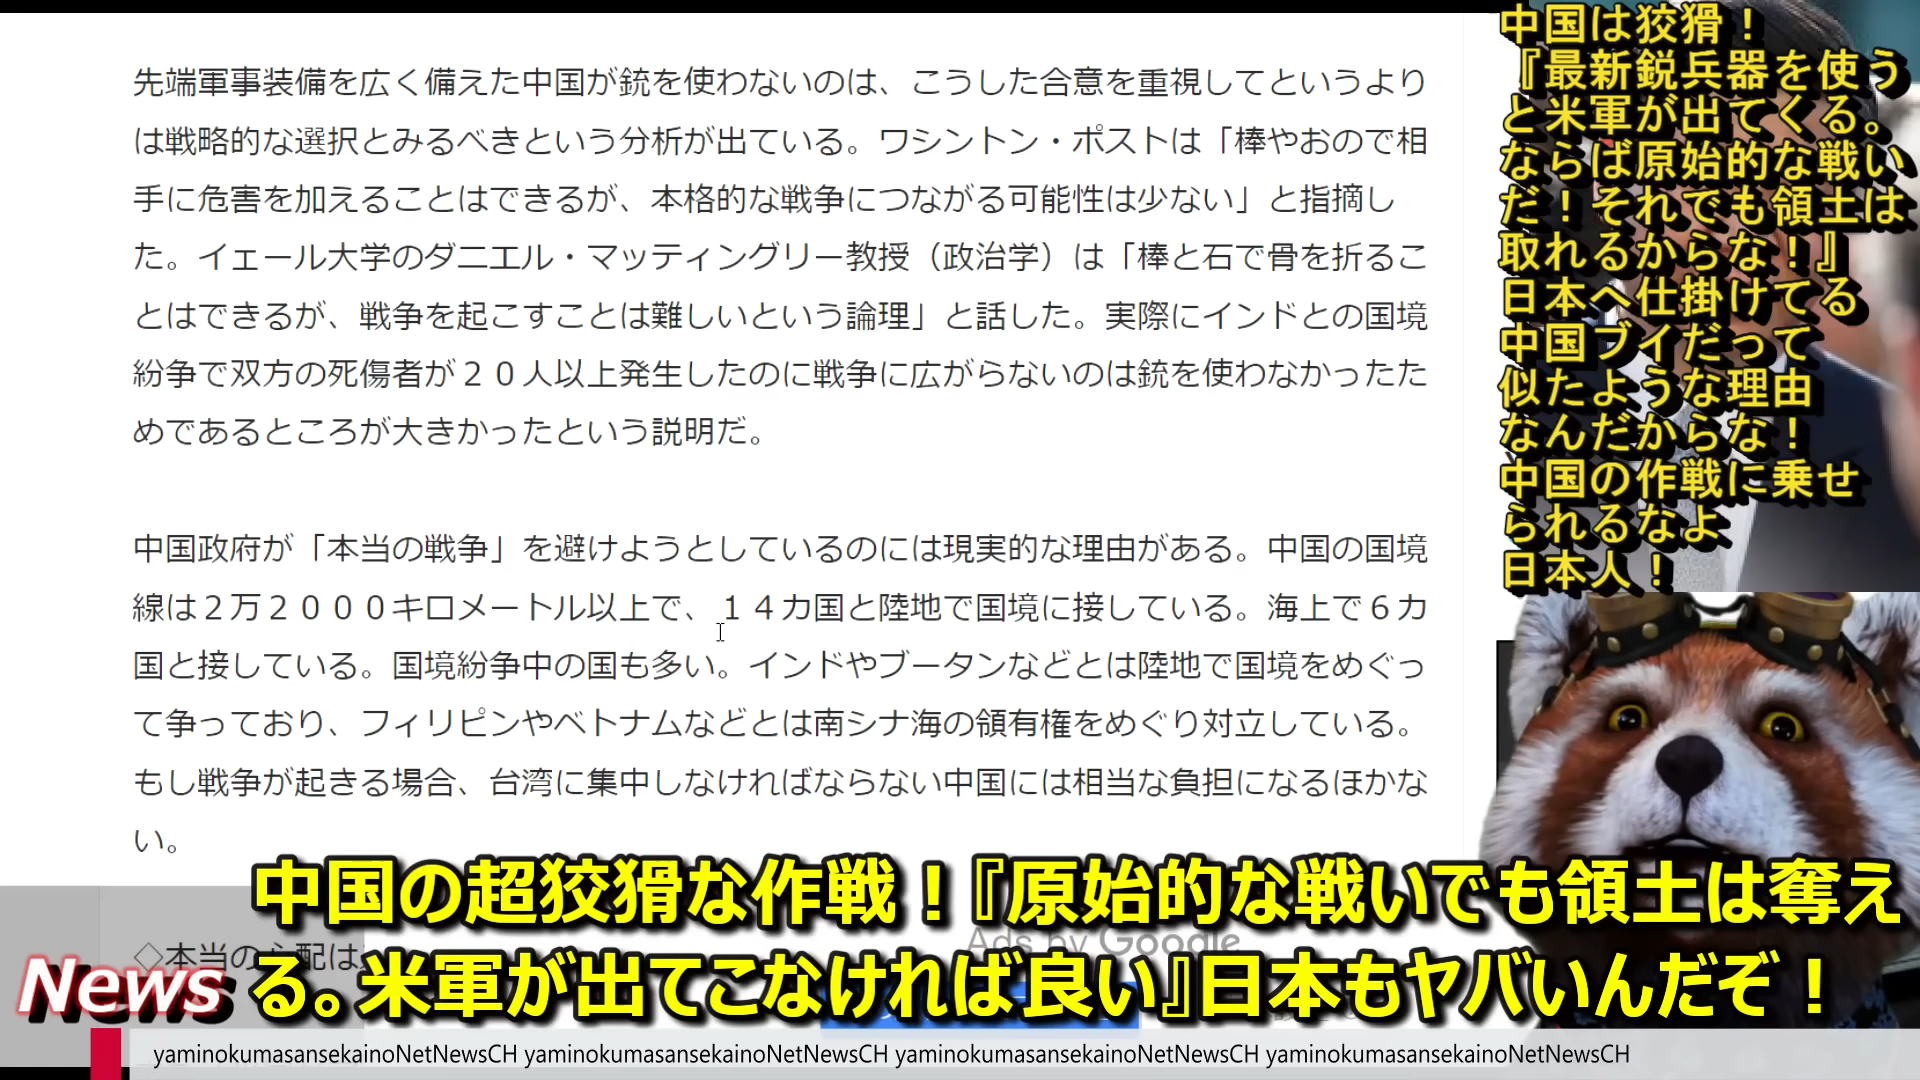 先端軍事装備を広く備えた中国が銃を使わないのは、こうした合意を重視してというより
は戦略的な選択とみるべきという分析が出ている。ワシントン・ポストは「棒やおので相
手に危害を加えることはできるが、本格的な戦争につながる可能性は少ない」と指摘し
た。イェール大学のダニエル・マッティングリー教授（政治学）は「棒と石で骨を折るこ
とはできるが、戦争を起こすことは難しいという論理」と話した。実際にインドとの国境
紛争で双方の死傷者が２０人以上発生したのに戦争に広がらないのは銃を使わなかったた
めであるところが大きかったという説明だ。
中国政府が「本当の戦争」を避けようとしているのには現実的な理由がある。中国の国境
線は２万２０００キロメートル以上で、１４カ国と陸地で国境に接している。海上で６カ
国と接している。国境紛争中の国も多い。インドやブータンなどとは陸地で国境をめぐっ
て争っており、フィリピンやベトナムなどとは南シナ海の領有権をめぐり対立している。
もし戦争が起きる場合、台湾に集中しなければならない中国には相当な負担になるほかな
い。
◇本当の心配は
Ads by Google
中国は狡猾！
『最新鋭兵器を使う
と米軍が出てくる。
ならば原始的な戦い
だ！それでも領土は
取れるからな！』
日本へ仕掛けてる
中国ブイだって
似たような理由
なんだからな！
中国の作戦に乗せ
られるなよ
日本人！
中国の超狡猾な作戦！『原始的な戦いでも領土は奪え
る。米軍が出てこなければ良い』日本もヤバいんだぞ！
News
yaminokumasansekainoNetNewsCH yaminokumasansekainoNetNewsCH yaminokumasansekainoNetNewsCH yaminokumasansekainoNetNewsCH